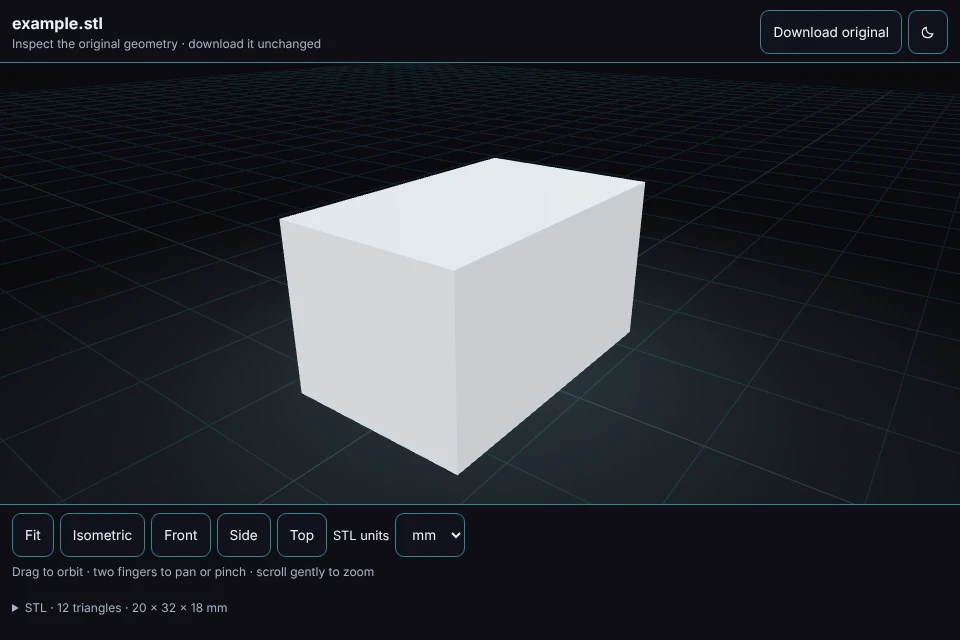 example.stl
Inspect the original geometry · download it unchanged
Download original
Fit
Isometric
Front
Side
Top
STL units
mm
Drag to orbit · two fingers to pan or pinch · scroll gently to zoom
STL · 12 triangles · 20 × 32 × 18 mm